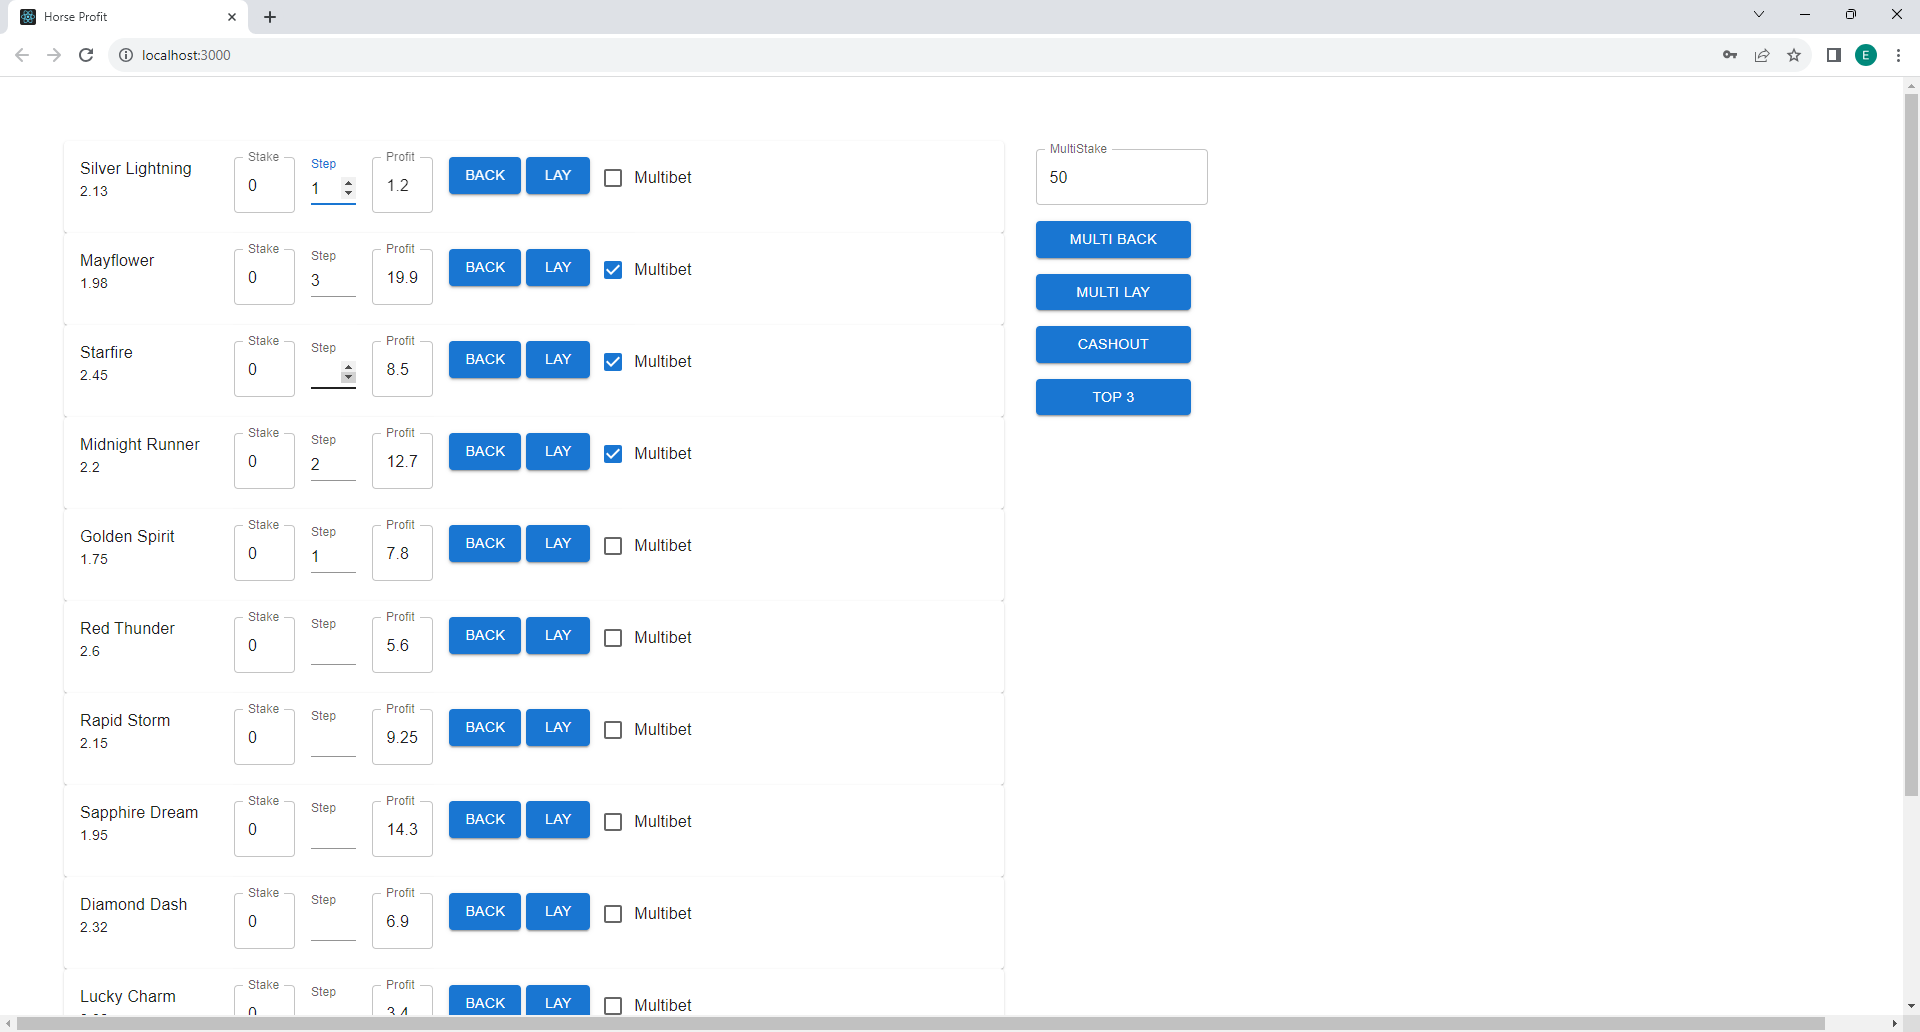 Horse Profit
localhost:3000
E
Silver Lightning
2.13
Stake
0
Step
1
Profit
1.2
BACK
LAY
Multibet
Mayflower
1.98
Stake
0
Step
3
Profit
19.9
BACK
LAY
Multibet
Starfire
2.45
Stake
0
Step
Profit
8.5
BACK
LAY
Multibet
Midnight Runner
2.2
Stake
0
Step
2
Profit
12.7
BACK
LAY
Multibet
Golden Spirit
1.75
Stake
0
Step
1
Profit
7.8
BACK
LAY
Multibet
Red Thunder
2.6
Stake
0
Step
Profit
5.6
BACK
LAY
Multibet
Rapid Storm
2.15
Stake
0
Step
Profit
9.25
BACK
LAY
Multibet
Sapphire Dream
1.95
Stake
0
Step
Profit
14.3
BACK
LAY
Multibet
Diamond Dash
2.32
Stake
0
Step
Profit
6.9
BACK
LAY
Multibet
Lucky Charm
Stake
0
Step
Profit
3.4
BACK
LAY
Multibet
MultiStake
50
MULTI BACK
MULTI LAY
CASHOUT
TOP 3